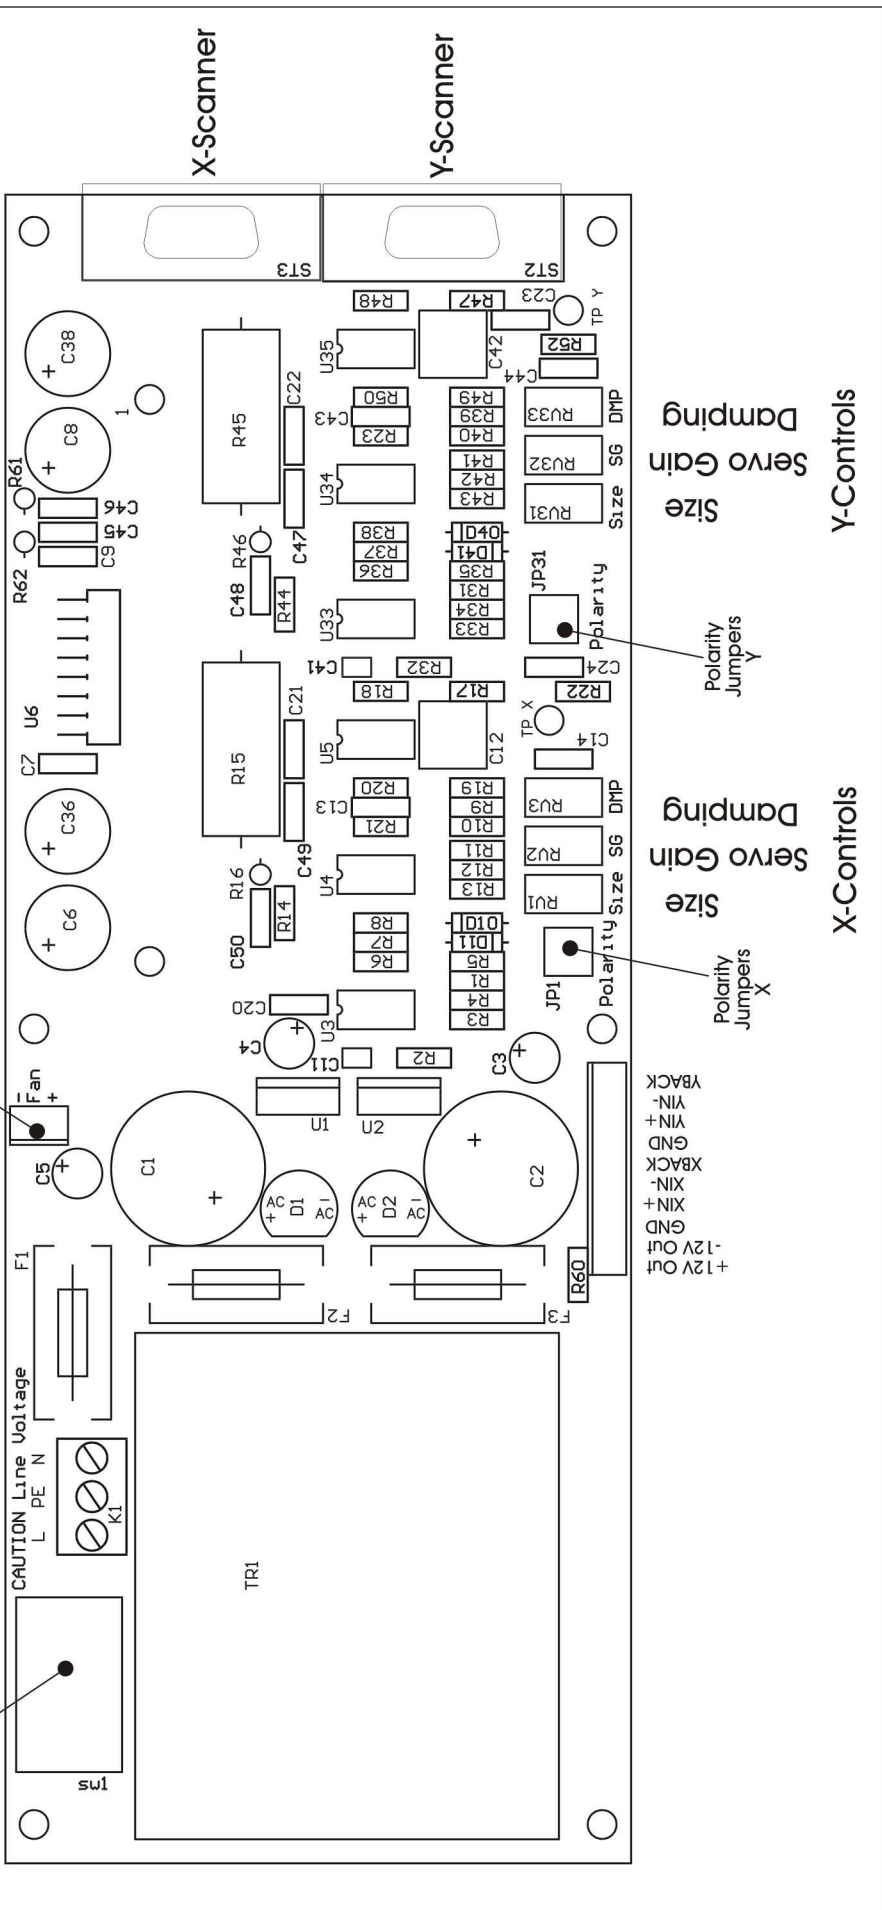 X-Scanner
Y-Scanner
ST3
ST2
C38
C8
1
R61
R62
C46
C45
C9
U6
C7
C36
C6
R45
C22
C47
R46
C48
R44
R15
C21
C49
R16
C50
R14
C20
C4
C11
U35
R48
R47
C23
TP Y
C42
R52
C44
C43
R50
R23
R49
R39
R40
RV33
DMP
U34
R41
R42
R43
RV32
SG
RV31
Size
R38
R37
R36
D40
D41
R35
R31
R34
R33
U33
JP31
Polarity
C41
R32
C24
R18
R17
R22
U5
C12
TP X
C14
C13
R20
R21
R19
R9
R10
RV3
DMP
U4
R11
R12
R13
RV2
SG
RV1
Size
R8
R7
R6
D10
D11
R5
R1
R4
R3
U3
JP1
Polarity
R2
C3
Damping
Servo Gain
Size
Y-Controls
Polarity
Jumpers
Y
Damping
Servo Gain
Size
X-Controls
Polarity
Jumpers
X
- Fan +
C5
C1
+
U1
U2
C2
+
AC
+
D1
-
AC
AC
+
D2
-
AC
YBACK
YIN-
YIN+
GND
XBACK
XIN-
XIN+
GND
-12V Out
+12V Out
R60
F1
F2
F3
CAUTION Line Voltage
L PE N
K1
TR1
sw1